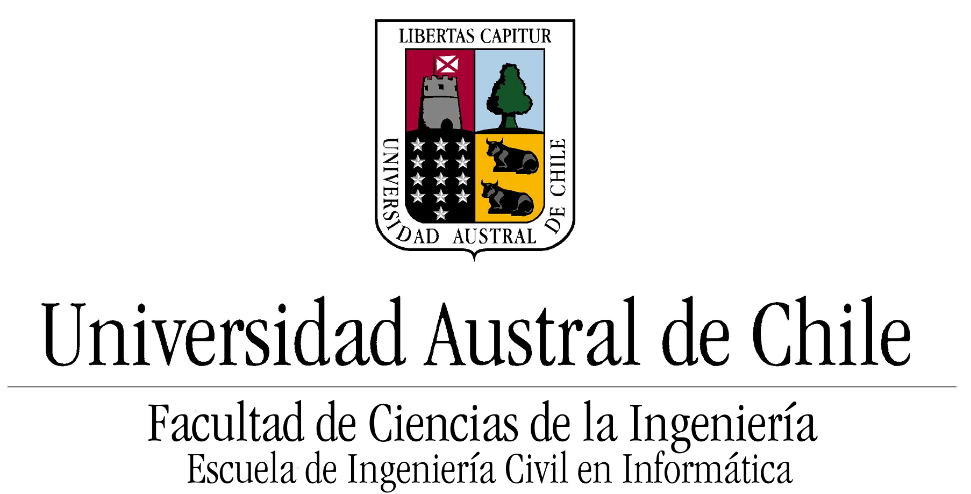 LIBERTAS CAPITUR
UNIVERSIDAD AUSTRAL DE CHILE
Universidad Austral de Chile
Facultad de Ciencias de la Ingeniería
Escuela de Ingeniería Civil en Informática